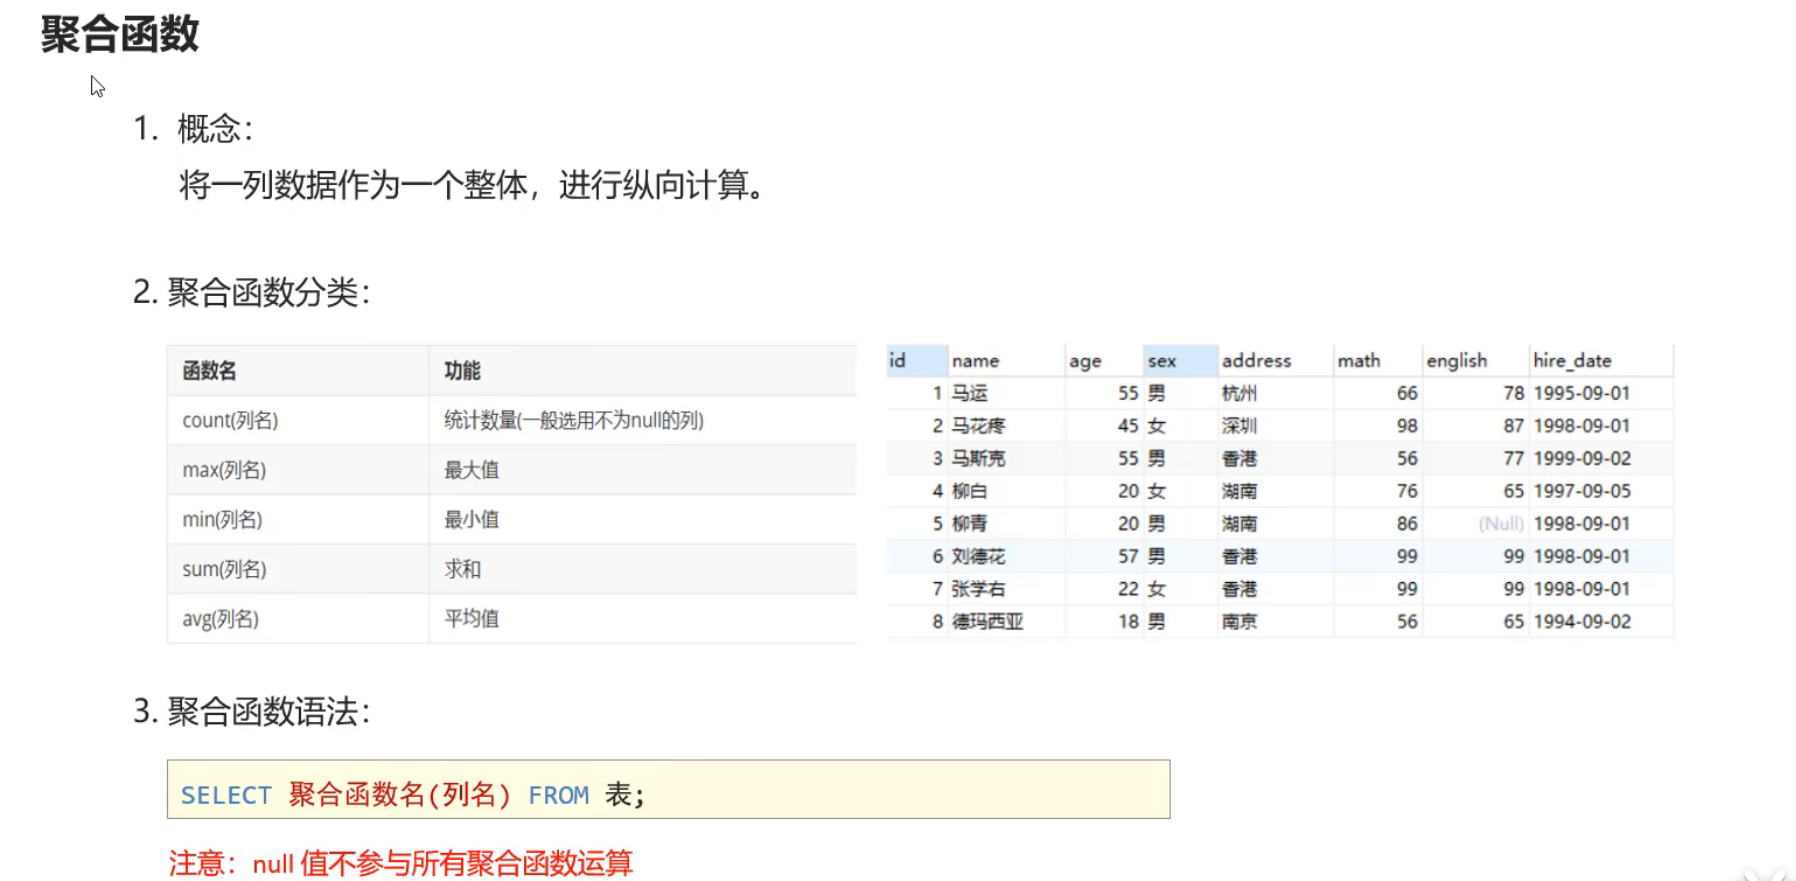 聚合函数
1. 概念：
将一列数据作为一个整体，进行纵向计算。
2. 聚合函数分类：
函数名 功能
count(列名) 统计数量(一般选用不为null的列)
max(列名) 最大值
min(列名) 最小值
sum(列名) 求和
avg(列名) 平均值
id name age sex address math english hire_date
1 马运 55 男 杭州 66 78 1995-09-01
2 马花疼 45 女 深圳 98 87 1998-09-01
3 马斯克 55 男 香港 56 77 1999-09-02
4 柳白 20 女 湖南 76 65 1997-09-05
5 柳青 20 男 湖南 86 (Null) 1998-09-01
6 刘德花 57 男 香港 99 99 1998-09-01
7 张学右 22 女 香港 99 99 1998-09-01
8 德玛西亚 18 男 南京 56 65 1994-09-02
3. 聚合函数语法：
SELECT 聚合函数名(列名) FROM 表;
注意：null 值不参与所有聚合函数运算